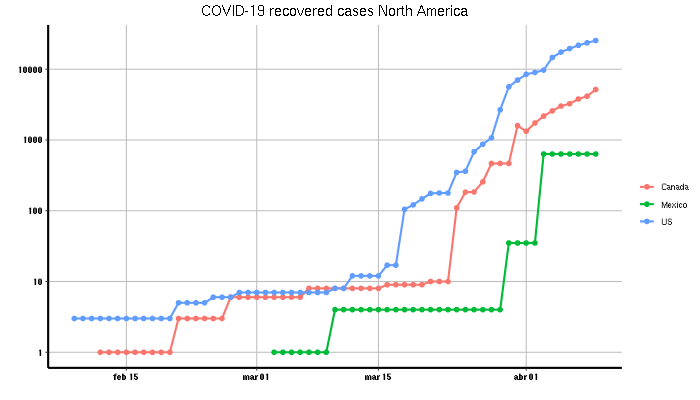 COVID-19 recovered cases North America
10000
1000
100
10
1
feb 15
mar 01
mar 15
abr 01
Canada
Mexico
US